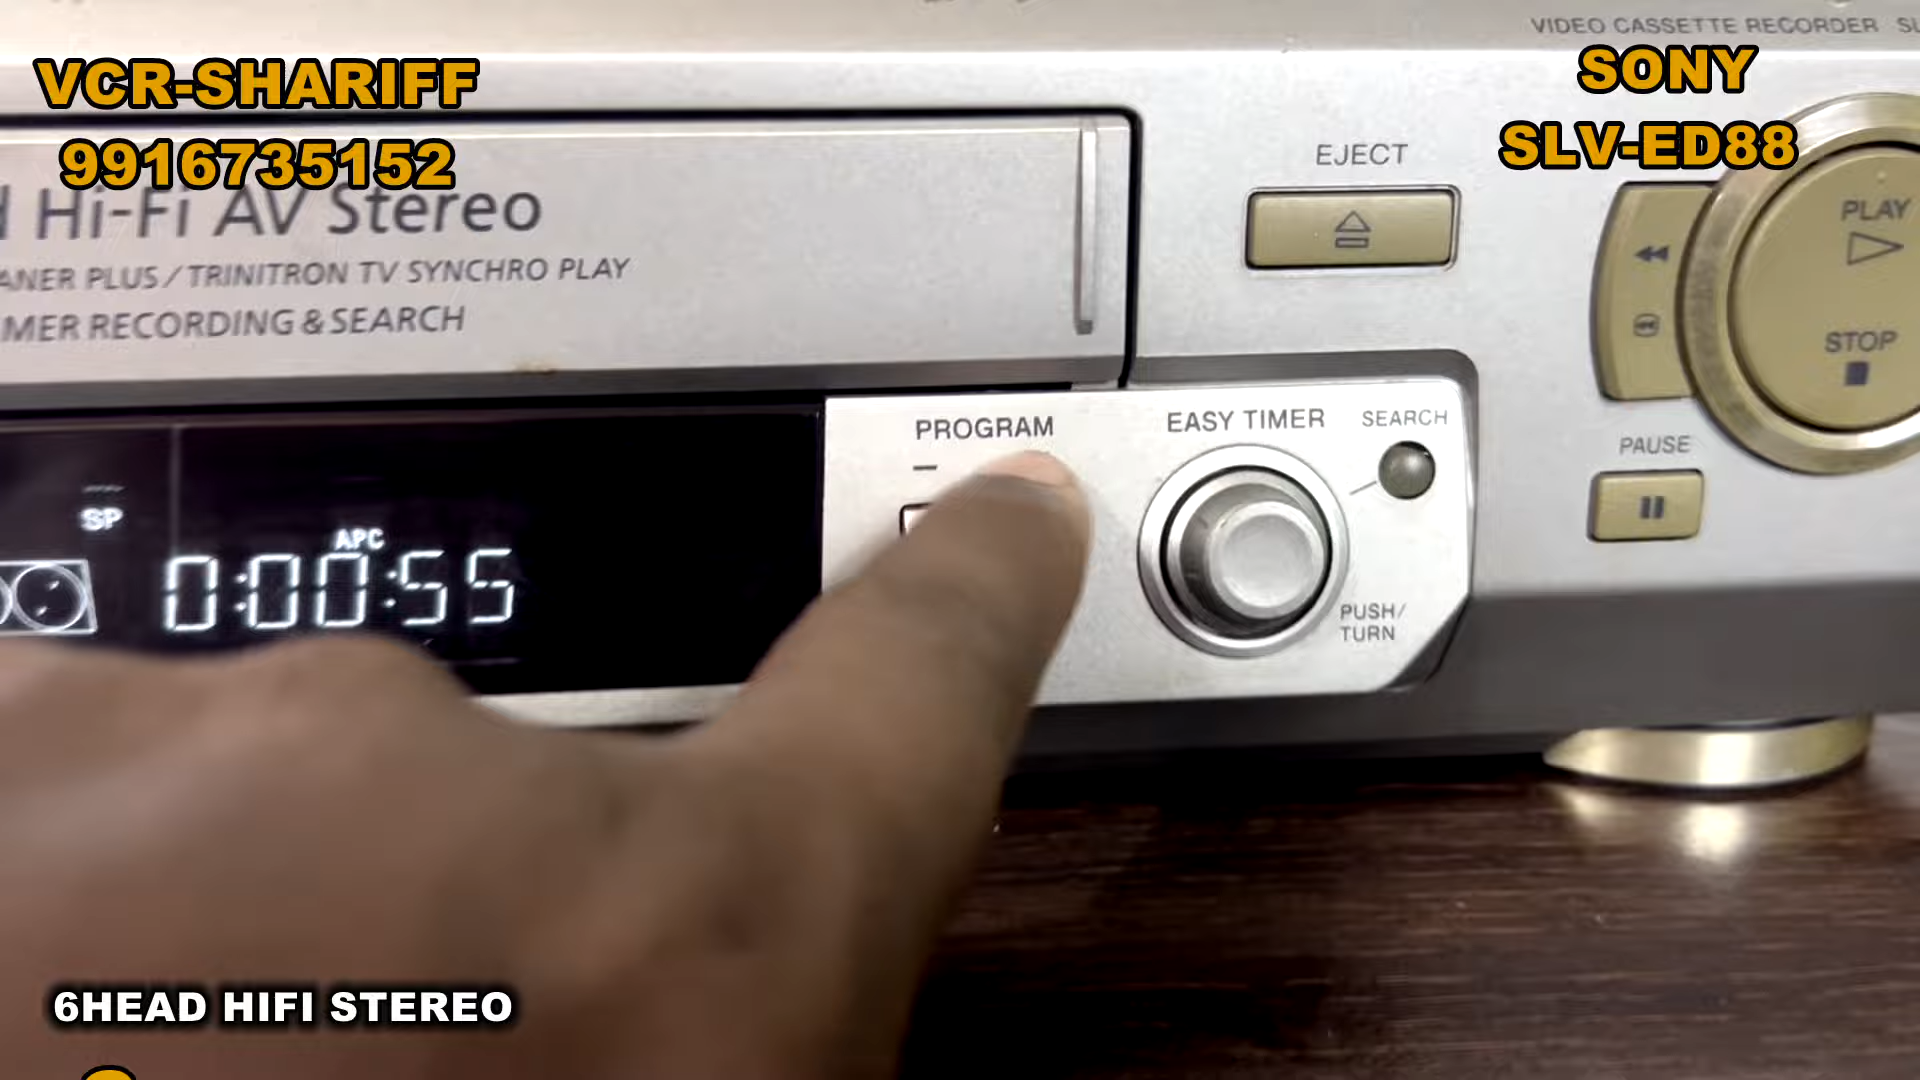 VIDEO CASSETTE RECORDER
VCR-SHARIFF
9916735152
SONY
SLV-ED88
Hi-Fi AV Stereo
PLUS / TRINITRON TV SYNCHRO PLAY
RECORDING & SEARCH
EJECT
PLAY
STOP
PAUSE
PROGRAM
–
EASY TIMER
SEARCH
PUSH/
TURN
SP
APC
0:00:55
6HEAD HIFI STEREO